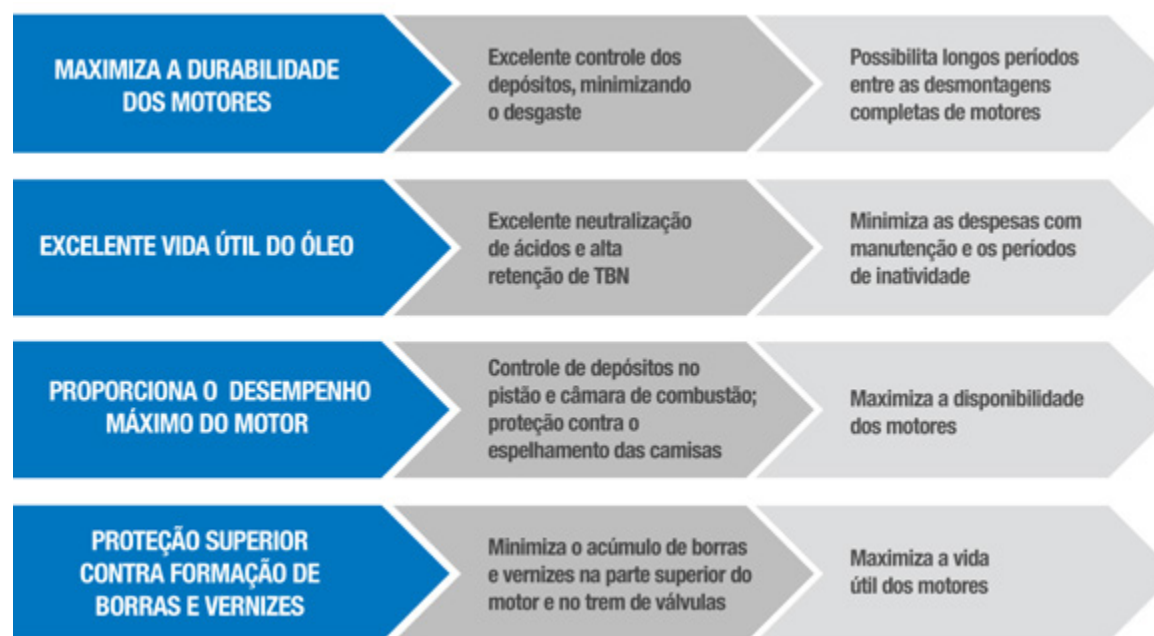 MAXIMIZA A DURABILIDADE
DOS MOTORES
Excelente controle dos
depósitos, minimizando
o desgaste
Possibilita longos períodos
entre as desmontagens
completas de motores
EXCELENTE VIDA ÚTIL DO ÓLEO
Excelente neutralização
de ácidos e alta
retenção de TBN
Minimiza as despesas com
manutenção e os períodos
de inatividade
PROPORCIONA O DESEMPENHO
MÁXIMO DO MOTOR
Controle de depósitos no
pistão e câmara de combustão;
proteção contra o
espelhamento das camisas
Maximiza a disponibilidade
dos motores
PROTEÇÃO SUPERIOR
CONTRA FORMAÇÃO DE
BORRAS E VERNIZES
Minimiza o acúmulo de borras
e vernizes na parte superior do
motor e no trem de válvulas
Maximiza a vida
útil dos motores